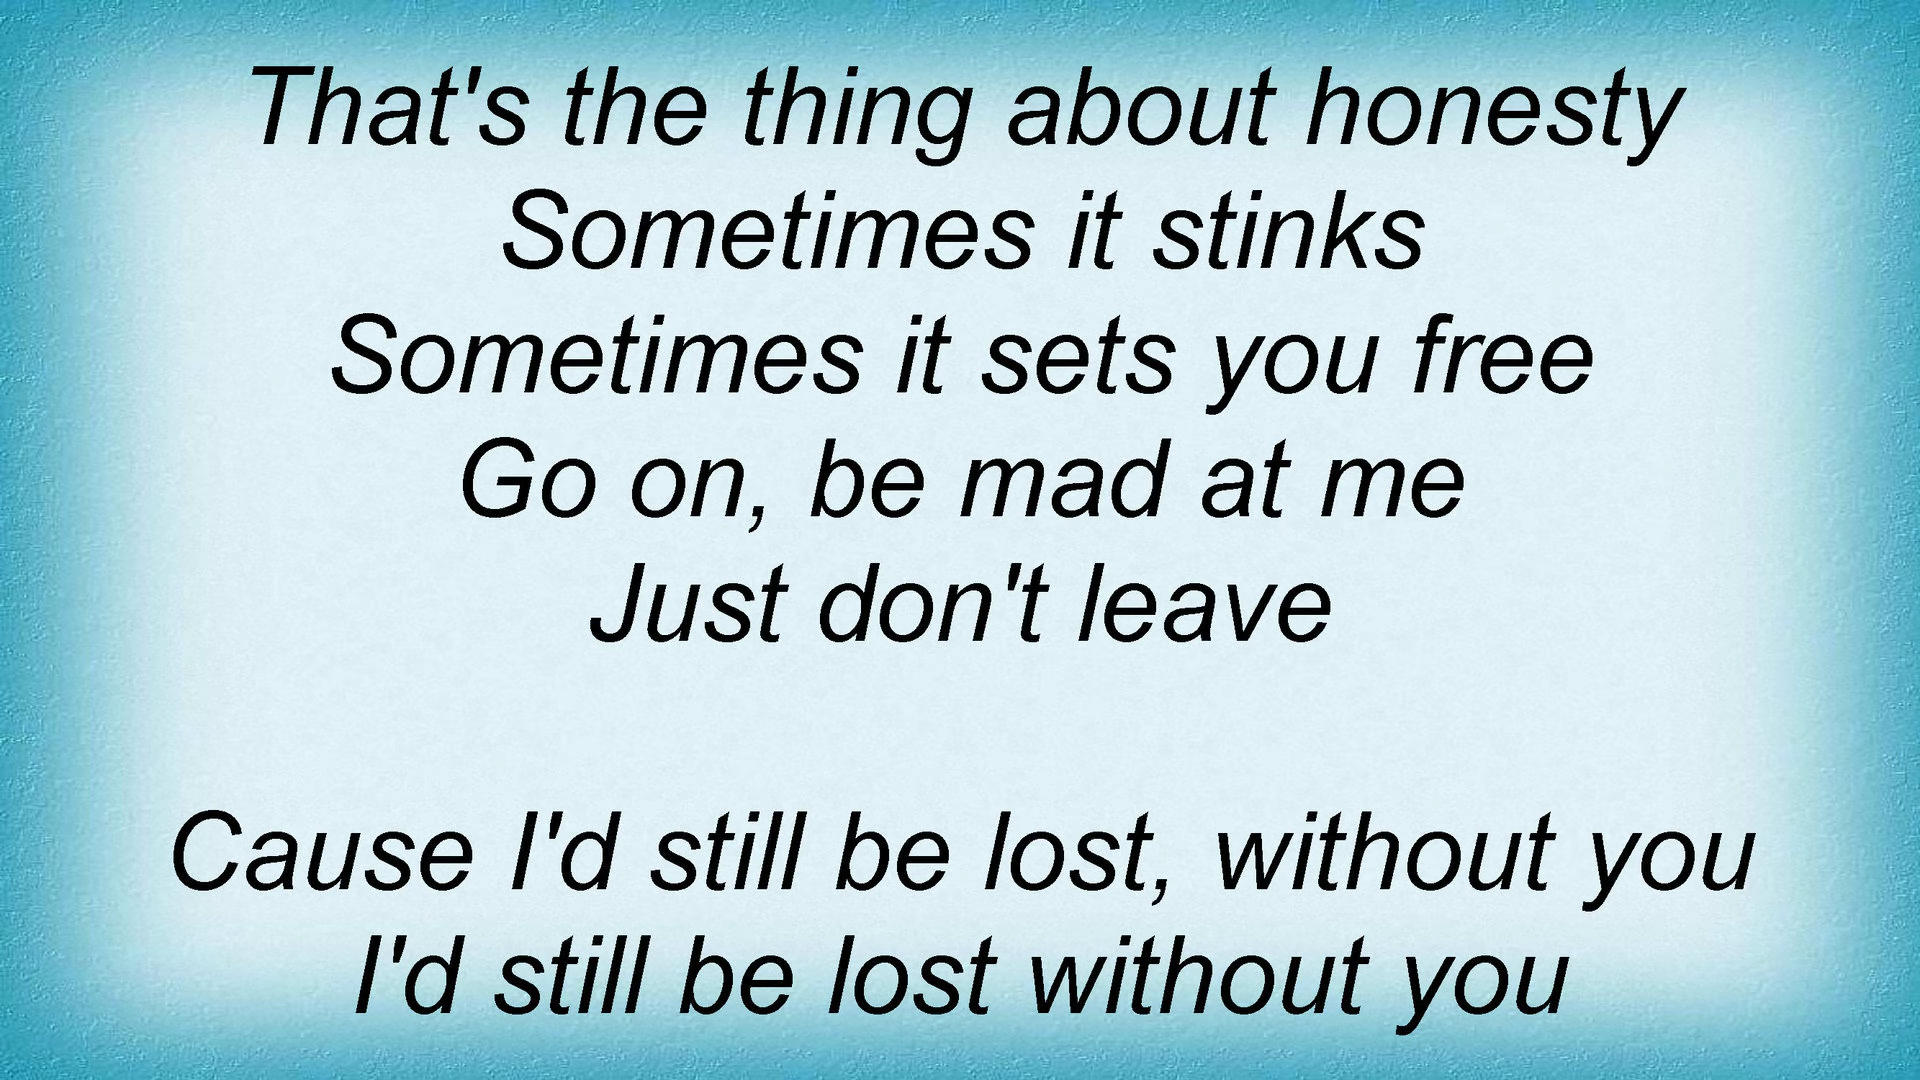 That's the thing about honesty
Sometimes it stinks
Sometimes it sets you free
Go on, be mad at me
Just don't leave
Cause I'd still be lost, without you
I'd still be lost without you